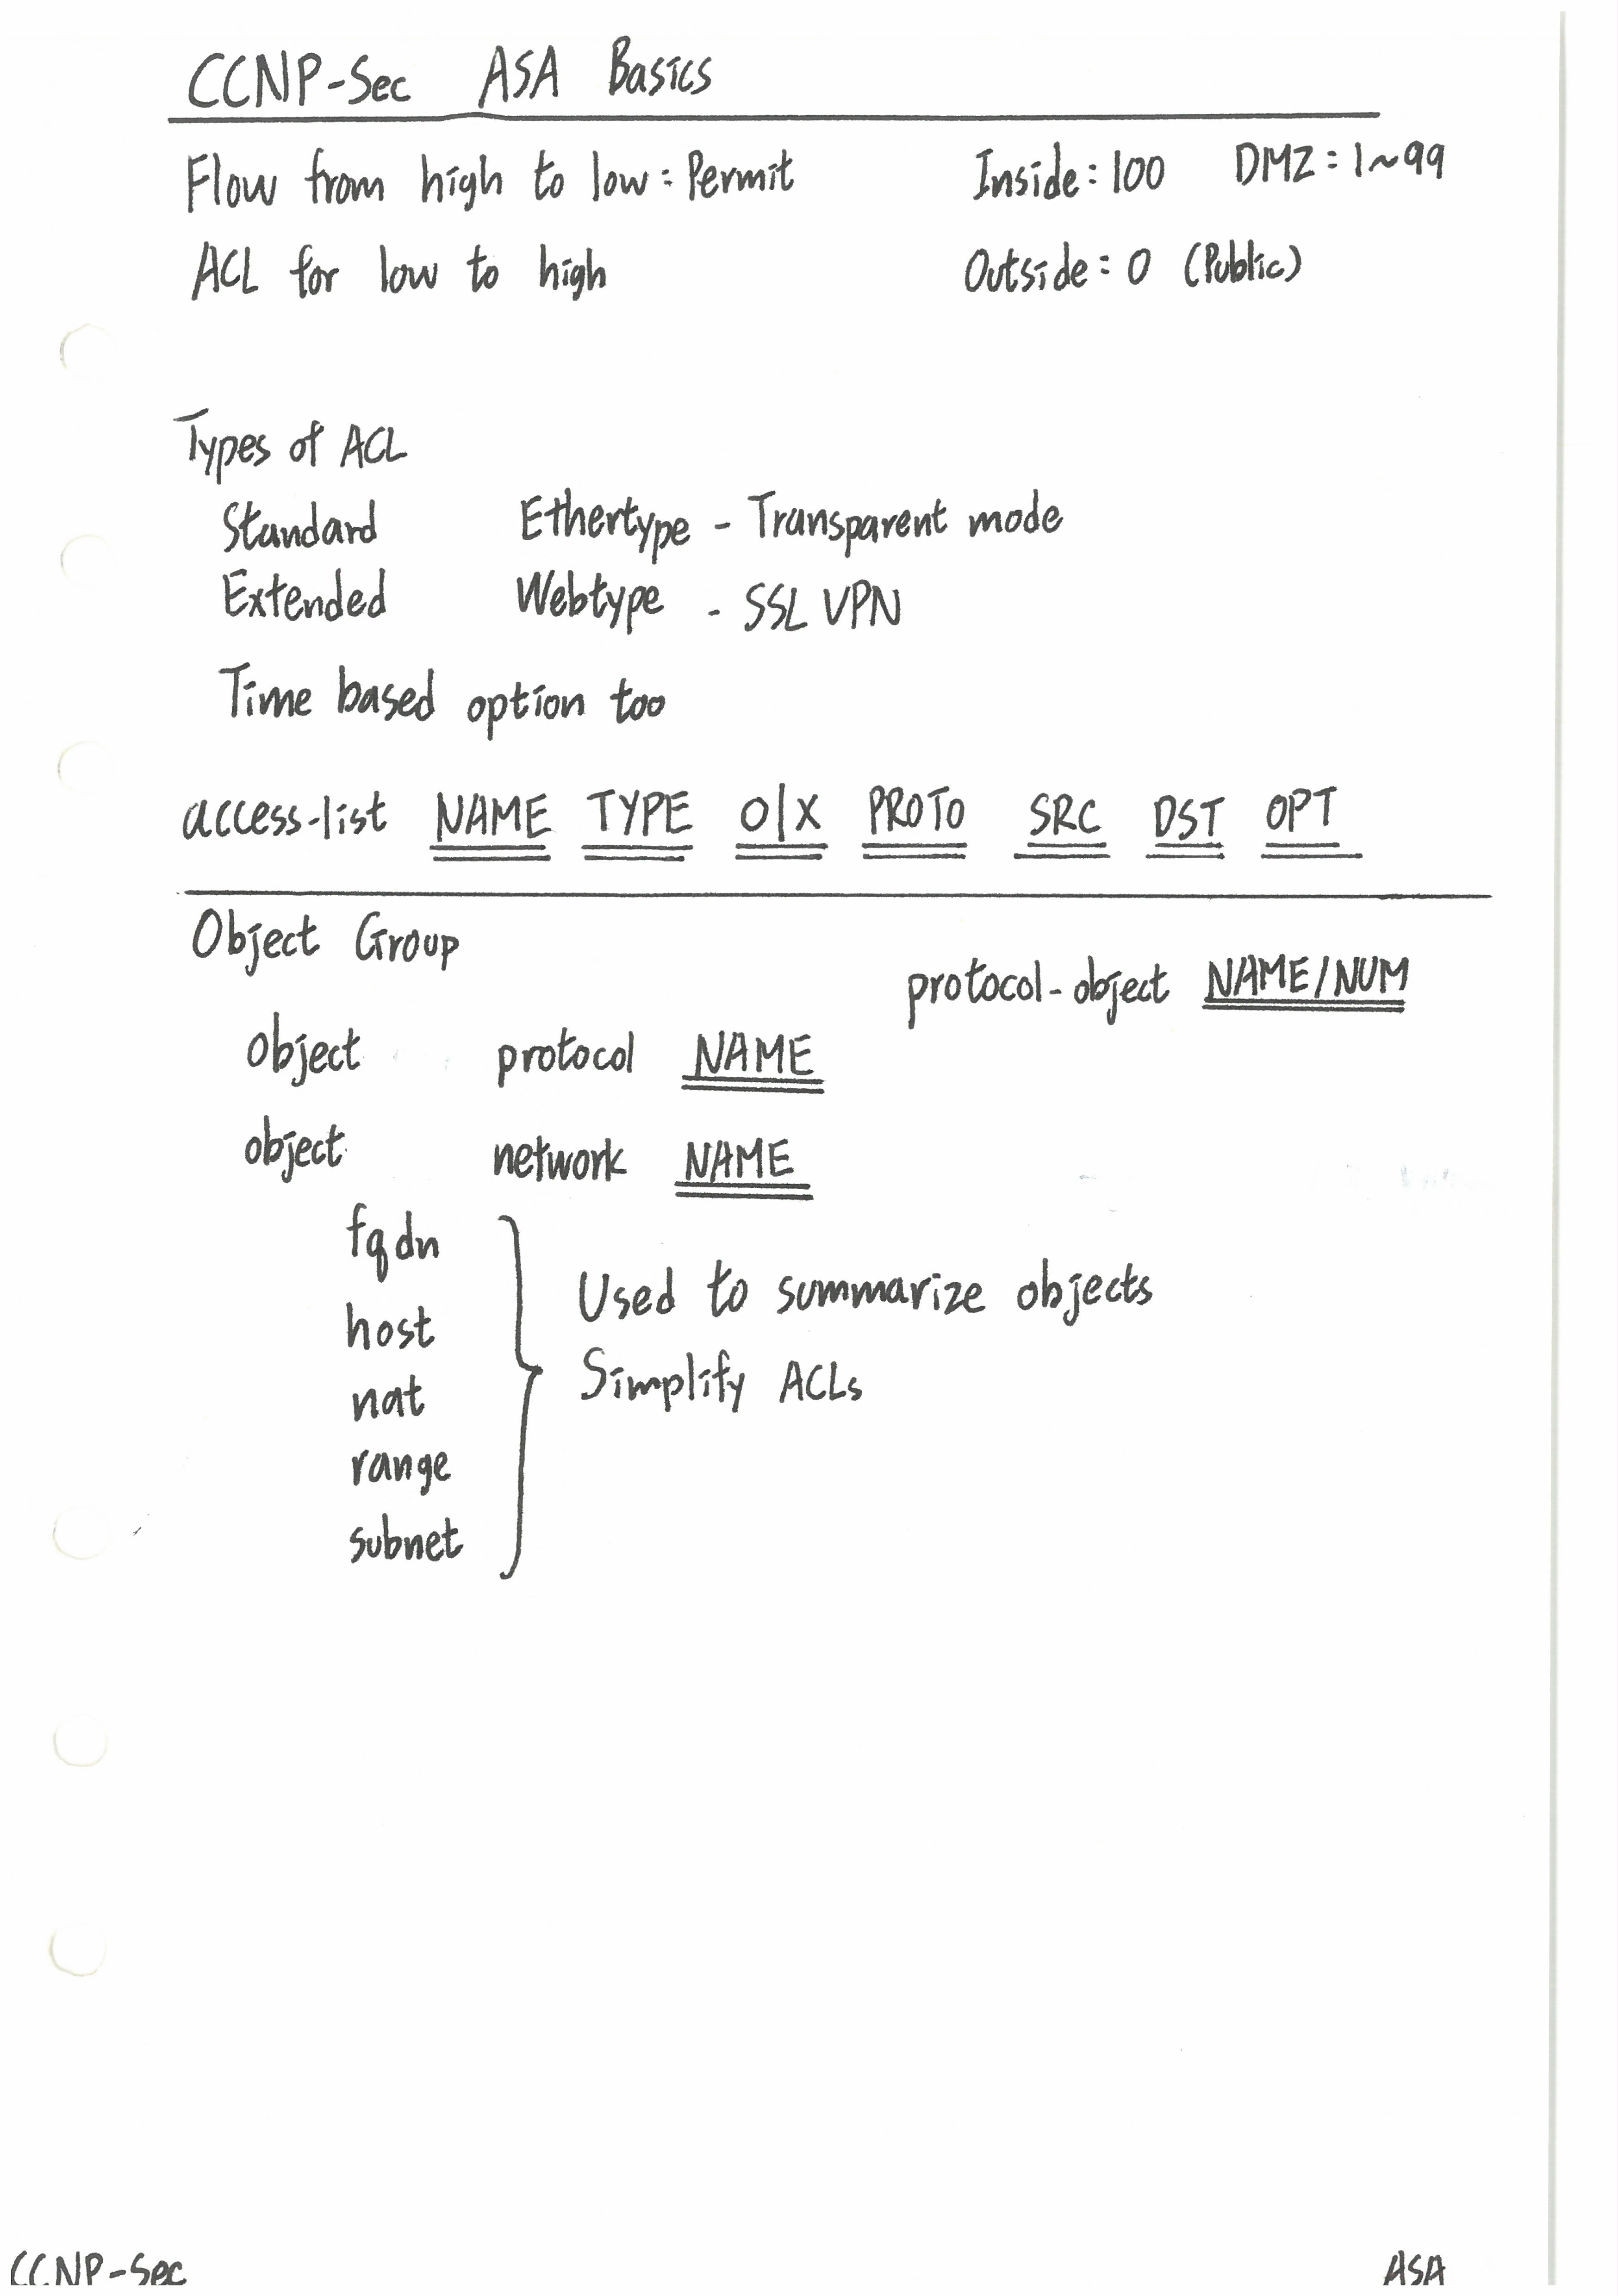 CCNP-Sec ASA Basics
Flow from high to low = Permit Inside: 100 DMZ: 1~99
ACL for low to high Outside: 0 (Public)
Types of ACL
Standard Ethertype - Transparent mode
Extended Webtype - SSL VPN
Time based option too
access-list NAME TYPE O|X PROTO SRC DST OPT
Object Group
protocol-object NAME/NUM
object protocol NAME
object network NAME
fqdn
host
nat
range
subnet
Used to summarize objects
Simplify ACLs
CCNP-Sec ASA